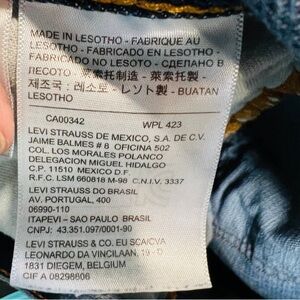 MADE IN LESOTHO - FABRIQUÉ AU
LESOTHO - FABRICADO EN LESOTHO -
FABRICADO NO LESOTO - СДЕЛАНО В
ЛЕСОТО - 莱索托制造 - 萊索托製 -
제조국 : 레소토 - レソト製 - BUATAN
LESOTHO
CA00342 WPL 423
LEVI STRAUSS DE MEXICO, S.A. DE C.V.
JAIME BALMES # 8 OFICINA 502
COL. LOS MORALES POLANCO
DELEGACION MIGUEL HIDALGO
C.P. 11510 MEXICO D.F.
R.F.C. LSM 660818 M-98 C.N.I.V. 3337
LEVI STRAUSS DO BRASIL
AV. PORTUGAL, 400
06990-110
ITAPEVI - SAO PAULO BRASIL
CNPJ: 43.351.097/0001-90
LEVI STRAUSS & CO. EU SCA/CVA
LEONARDO DA VINCILAAN, 19
1831 DIEGEM, BELGIUM
CIF A 08298606